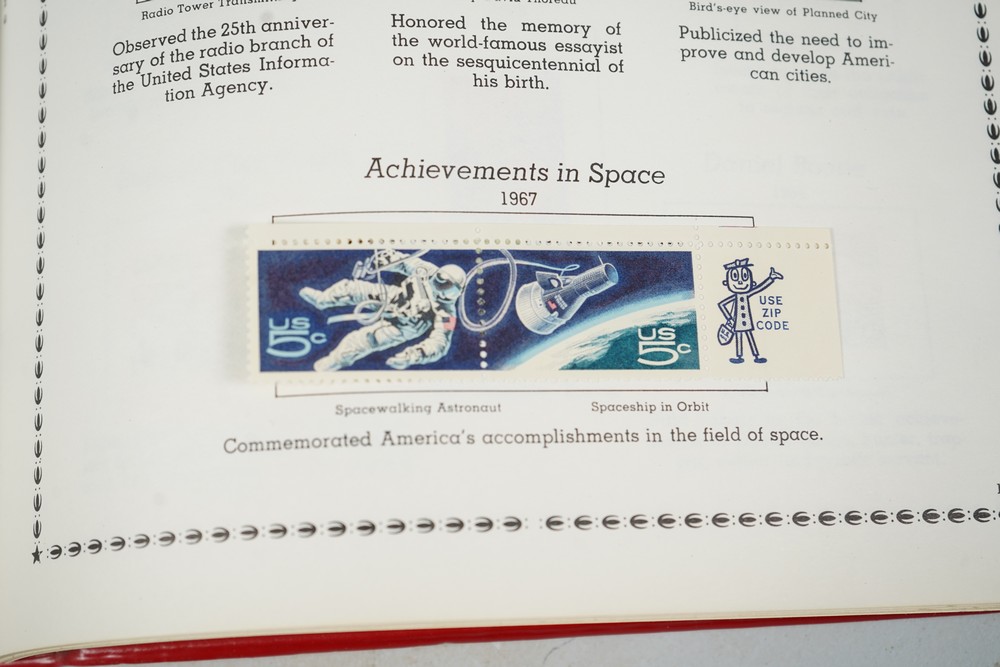 Radio Tower
Bird's-eye view of Planned City
Observed the 25th anniver-
sary of the radio branch of
the United States Informa-
tion Agency.
Honored the memory of
the world-famous essayist
on the sesquicentennial of
his birth.
Publicized the need to im-
prove and develop Ameri-
can cities.
Achievements in Space
1967
US
5c
US
5c
USE
ZIP
CODE
Spacewalking Astronaut
Spaceship in Orbit
Commemorated America's accomplishments in the field of space.